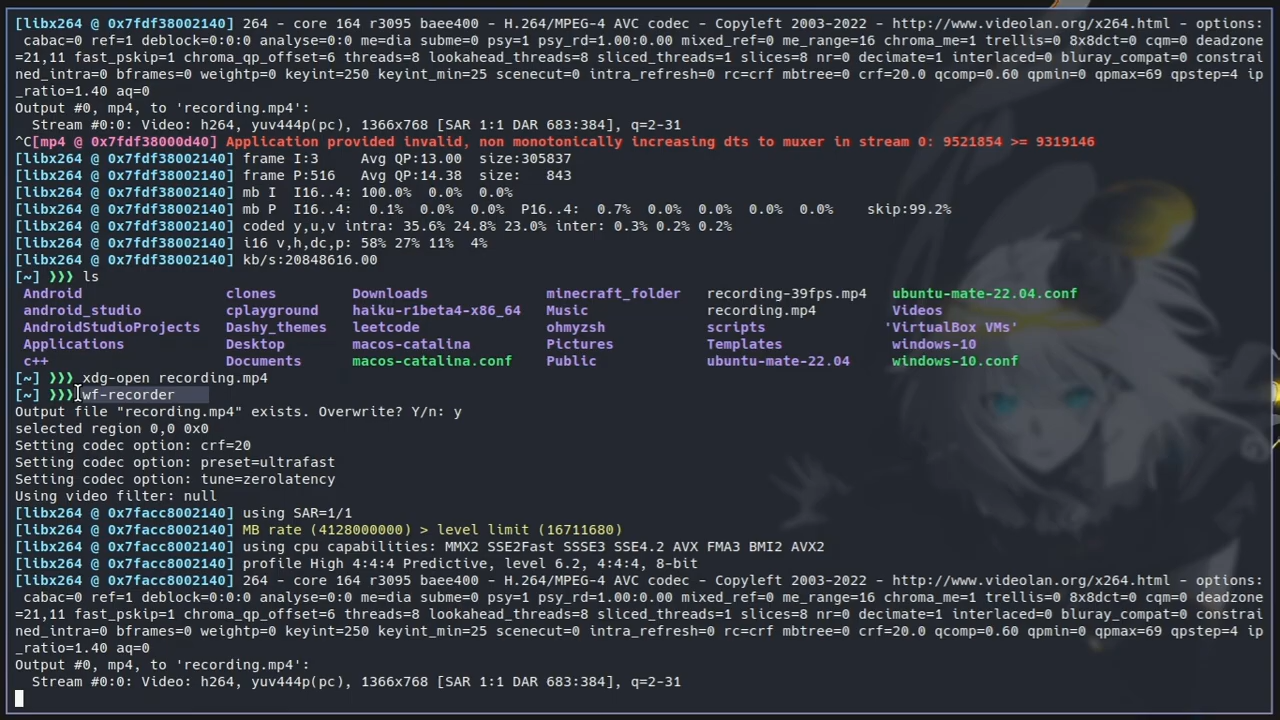 [libx264 @ 0x7fdf38002140] 264 - core 164 r3095 baee400 - H.264/MPEG-4 AVC codec - Copyleft 2003-2022 - http://www.videolan.org/x264.html - options:
cabac=0 ref=1 deblock=0:0:0 analyse=0:0 me=dia subme=0 psy=1 psy_rd=1.00:0.00 mixed_ref=0 me_range=16 chroma_me=1 trellis=0 8x8dct=0 cqm=0 deadzone
=21,11 fast_pskip=1 chroma_qp_offset=6 threads=8 lookahead_threads=8 sliced_threads=1 slices=8 nr=0 decimate=1 interlaced=0 bluray_compat=0 constrai
ned_intra=0 bframes=0 weightp=0 keyint=250 keyint_min=25 scenecut=0 intra_refresh=0 rc=crf mbtree=0 crf=20.0 qcomp=0.60 qpmin=0 qpmax=69 qpstep=4 ip
_ratio=1.40 aq=0
Output #0, mp4, to 'recording.mp4':
Stream #0:0: Video: h264, yuv444p(pc), 1366x768 [SAR 1:1 DAR 683:384], q=2-31
^C[mp4 @ 0x7fdf38000d40] Application provided invalid, non monotonically increasing dts to muxer in stream 0: 9521854 >= 9319146
[libx264 @ 0x7fdf38002140] frame I:3 Avg QP:13.00 size:305837
[libx264 @ 0x7fdf38002140] frame P:516 Avg QP:14.38 size: 843
[libx264 @ 0x7fdf38002140] mb I I16..4: 100.0% 0.0% 0.0%
[libx264 @ 0x7fdf38002140] mb P I16..4: 0.1% 0.0% 0.0% P16..4: 0.7% 0.0% 0.0% 0.0% 0.0% skip:99.2%
[libx264 @ 0x7fdf38002140] coded y,u,v intra: 35.6% 24.8% 23.0% inter: 0.3% 0.2% 0.2%
[libx264 @ 0x7fdf38002140] i16 v,h,dc,p: 58% 27% 11% 4%
[libx264 @ 0x7fdf38002140] kb/s:20848616.00
[~] ❯❯❯ ls
Android clones Downloads minecraft_folder recording-39fps.mp4 ubuntu-mate-22.04.conf
android_studio cplayground haiku-r1beta4-x86_64 Music recording.mp4 Videos
AndroidStudioProjects Dashy_themes leetcode ohmyzsh scripts 'VirtualBox VMs'
Applications Desktop macos-catalina Pictures Templates windows-10
c++ Documents macos-catalina.conf Public ubuntu-mate-22.04 windows-10.conf
[~] ❯❯❯ xdg-open recording.mp4
[~] ❯❯❯ wf-recorder
Output file "recording.mp4" exists. Overwrite? Y/n: y
selected region 0,0 0x0
Setting codec option: crf=20
Setting codec option: preset=ultrafast
Setting codec option: tune=zerolatency
Using video filter: null
[libx264 @ 0x7facc8002140] using SAR=1/1
[libx264 @ 0x7facc8002140] MB rate (4128000000) > level limit (16711680)
[libx264 @ 0x7facc8002140] using cpu capabilities: MMX2 SSE2Fast SSSE3 SSE4.2 AVX FMA3 BMI2 AVX2
[libx264 @ 0x7facc8002140] profile High 4:4:4 Predictive, level 6.2, 4:4:4, 8-bit
[libx264 @ 0x7facc8002140] 264 - core 164 r3095 baee400 - H.264/MPEG-4 AVC codec - Copyleft 2003-2022 - http://www.videolan.org/x264.html - options:
cabac=0 ref=1 deblock=0:0:0 analyse=0:0 me=dia subme=0 psy=1 psy_rd=1.00:0.00 mixed_ref=0 me_range=16 chroma_me=1 trellis=0 8x8dct=0 cqm=0 deadzone
=21,11 fast_pskip=1 chroma_qp_offset=6 threads=8 lookahead_threads=8 sliced_threads=1 slices=8 nr=0 decimate=1 interlaced=0 bluray_compat=0 constrai
ned_intra=0 bframes=0 weightp=0 keyint=250 keyint_min=25 scenecut=0 intra_refresh=0 rc=crf mbtree=0 crf=20.0 qcomp=0.60 qpmin=0 qpmax=69 qpstep=4 ip
_ratio=1.40 aq=0
Output #0, mp4, to 'recording.mp4':
Stream #0:0: Video: h264, yuv444p(pc), 1366x768 [SAR 1:1 DAR 683:384], q=2-31